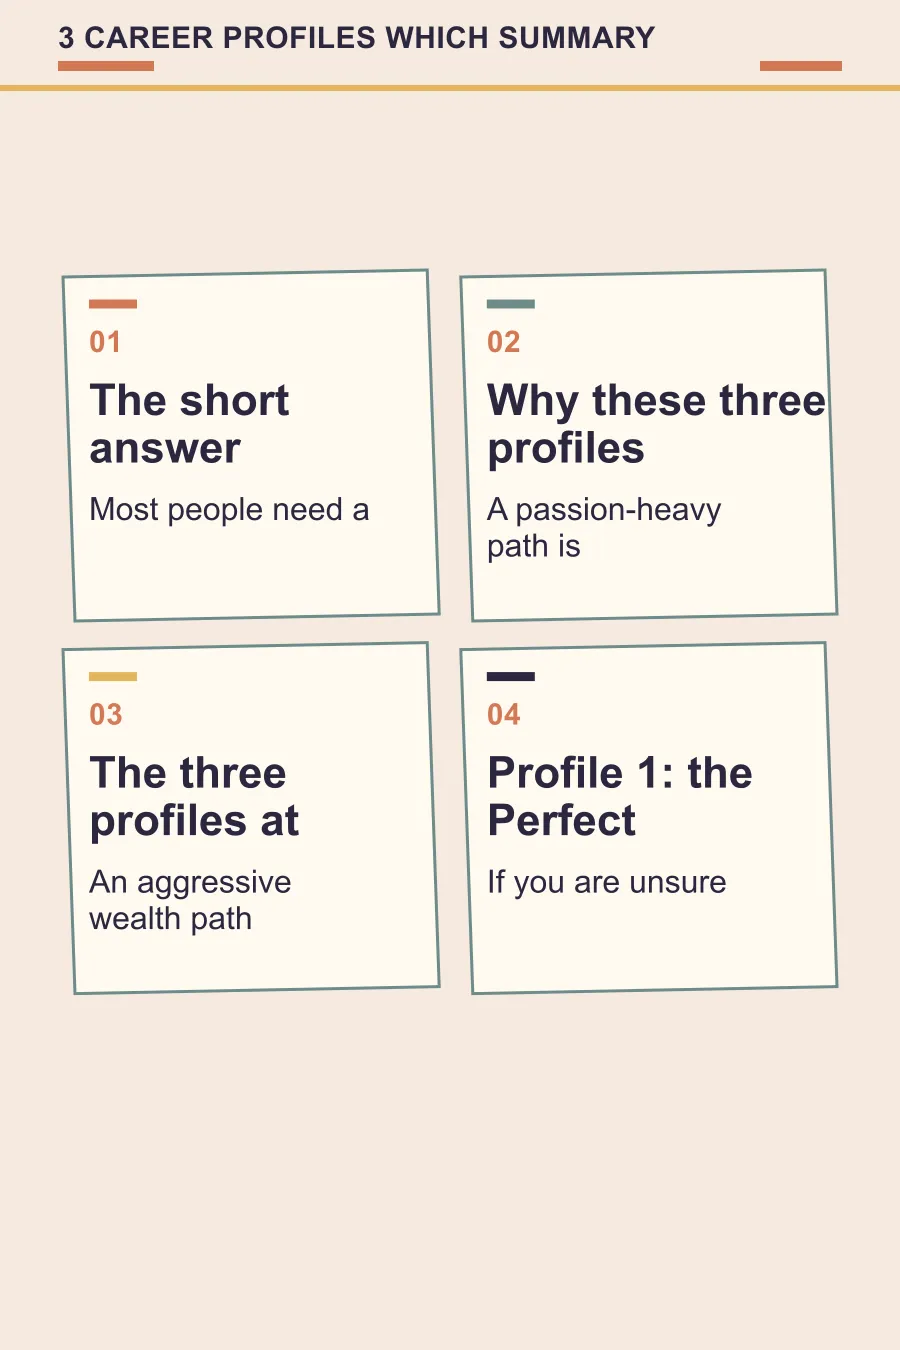 3 CAREER PROFILES WHICH SUMMARY
01
The short
answer
Most people need a
02
Why these three
profiles
A passion-heavy
path is
03
The three
profiles at
An aggressive
wealth path
04
Profile 1: the
Perfect
If you are unsure